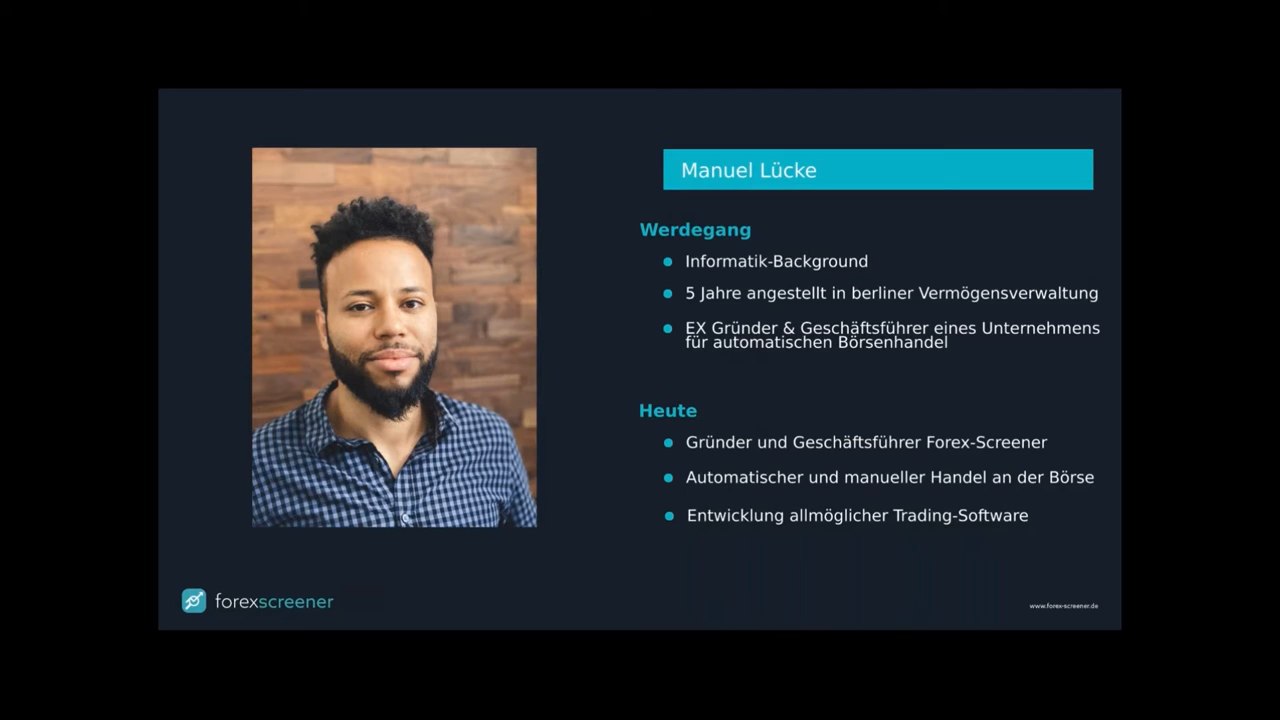 Manuel Lücke
Werdegang
Informatik-Background
5 Jahre angestellt in berliner Vermögensverwaltung
EX Gründer & Geschäftsführer eines Unternehmens
für automatischen Börsenhandel
Heute
Gründer und Geschäftsführer Forex-Screener
Automatischer und manueller Handel an der Börse
Entwicklung allmöglicher Trading-Software
forexscreener
www.forex-screener.de